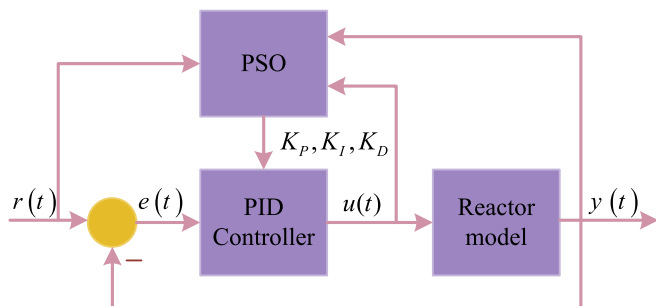 PSO
K_P, K_I, K_D
r(t)
e(t)
PID
Controller
u(t)
Reactor
model
y(t)
−